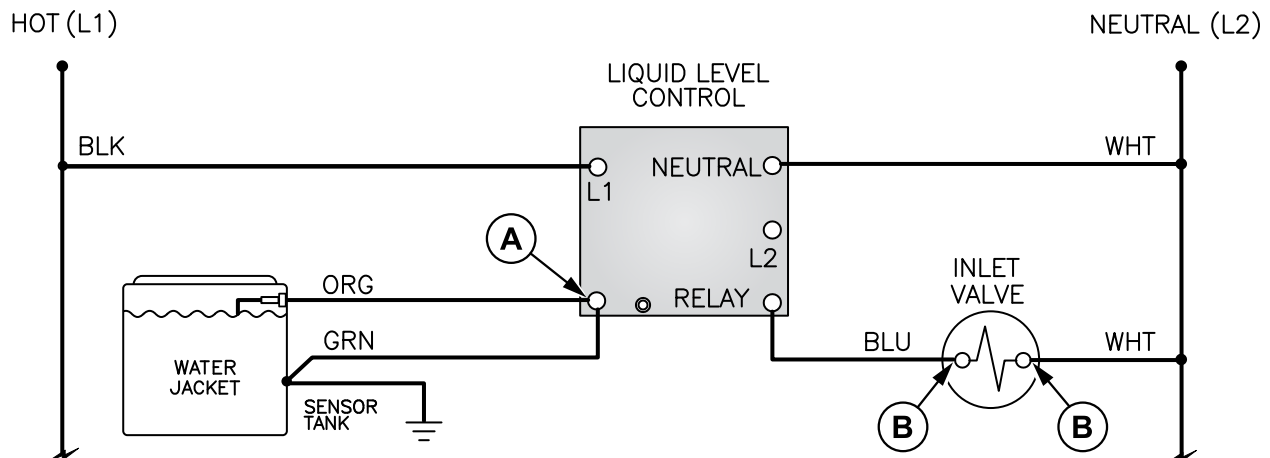 HOT (L1)
NEUTRAL (L2)
LIQUID LEVEL
CONTROL
BLK
NEUTRAL
WHT
L1
A
L2
ORG
RELAY
INLET
VALVE
GRN
BLU
WHT
WATER
JACKET
SENSOR
TANK
B
B